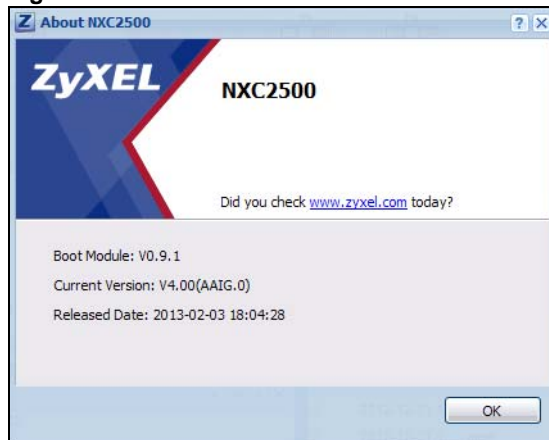 About NXC2500
ZyXEL
NXC2500
Did you check www.zyxel.com today?
Boot Module: V0.9.1
Current Version: V4.00(AAIG.0)
Released Date: 2013-02-03 18:04:28
OK